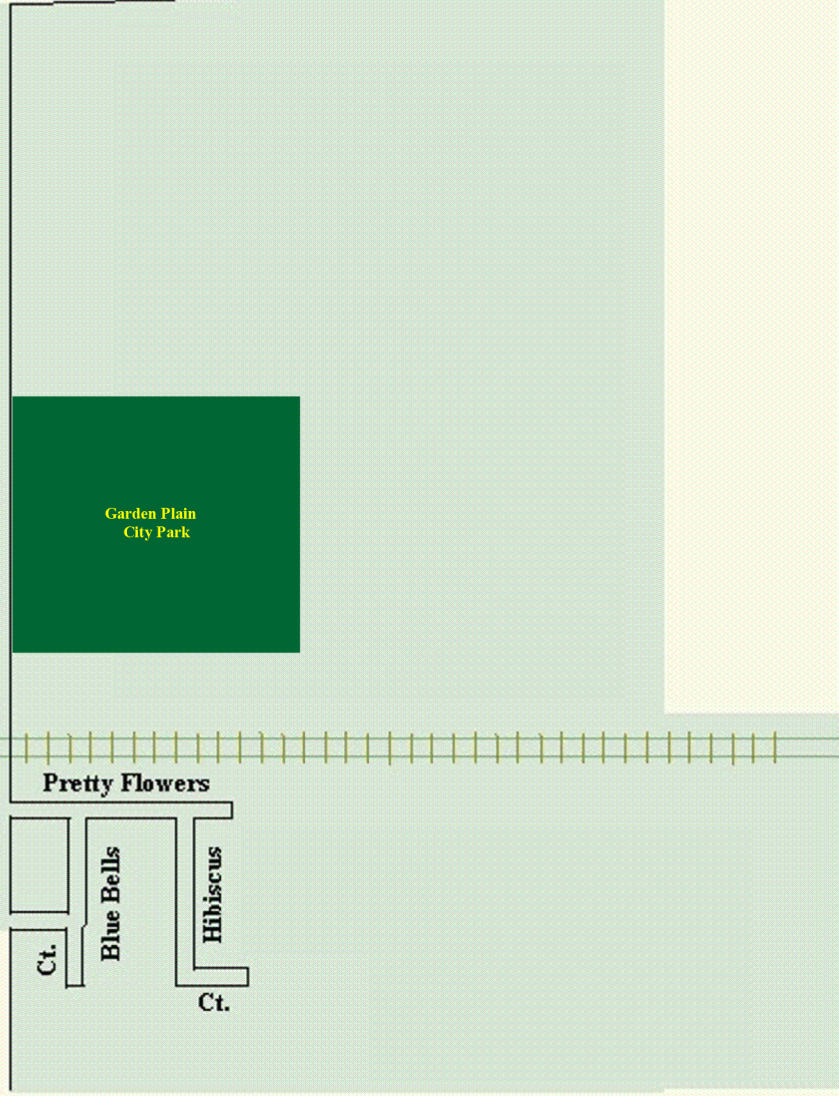 Garden Plain
City Park
Pretty Flowers
Blue Bells
Hibiscus
Ct.
Ct.